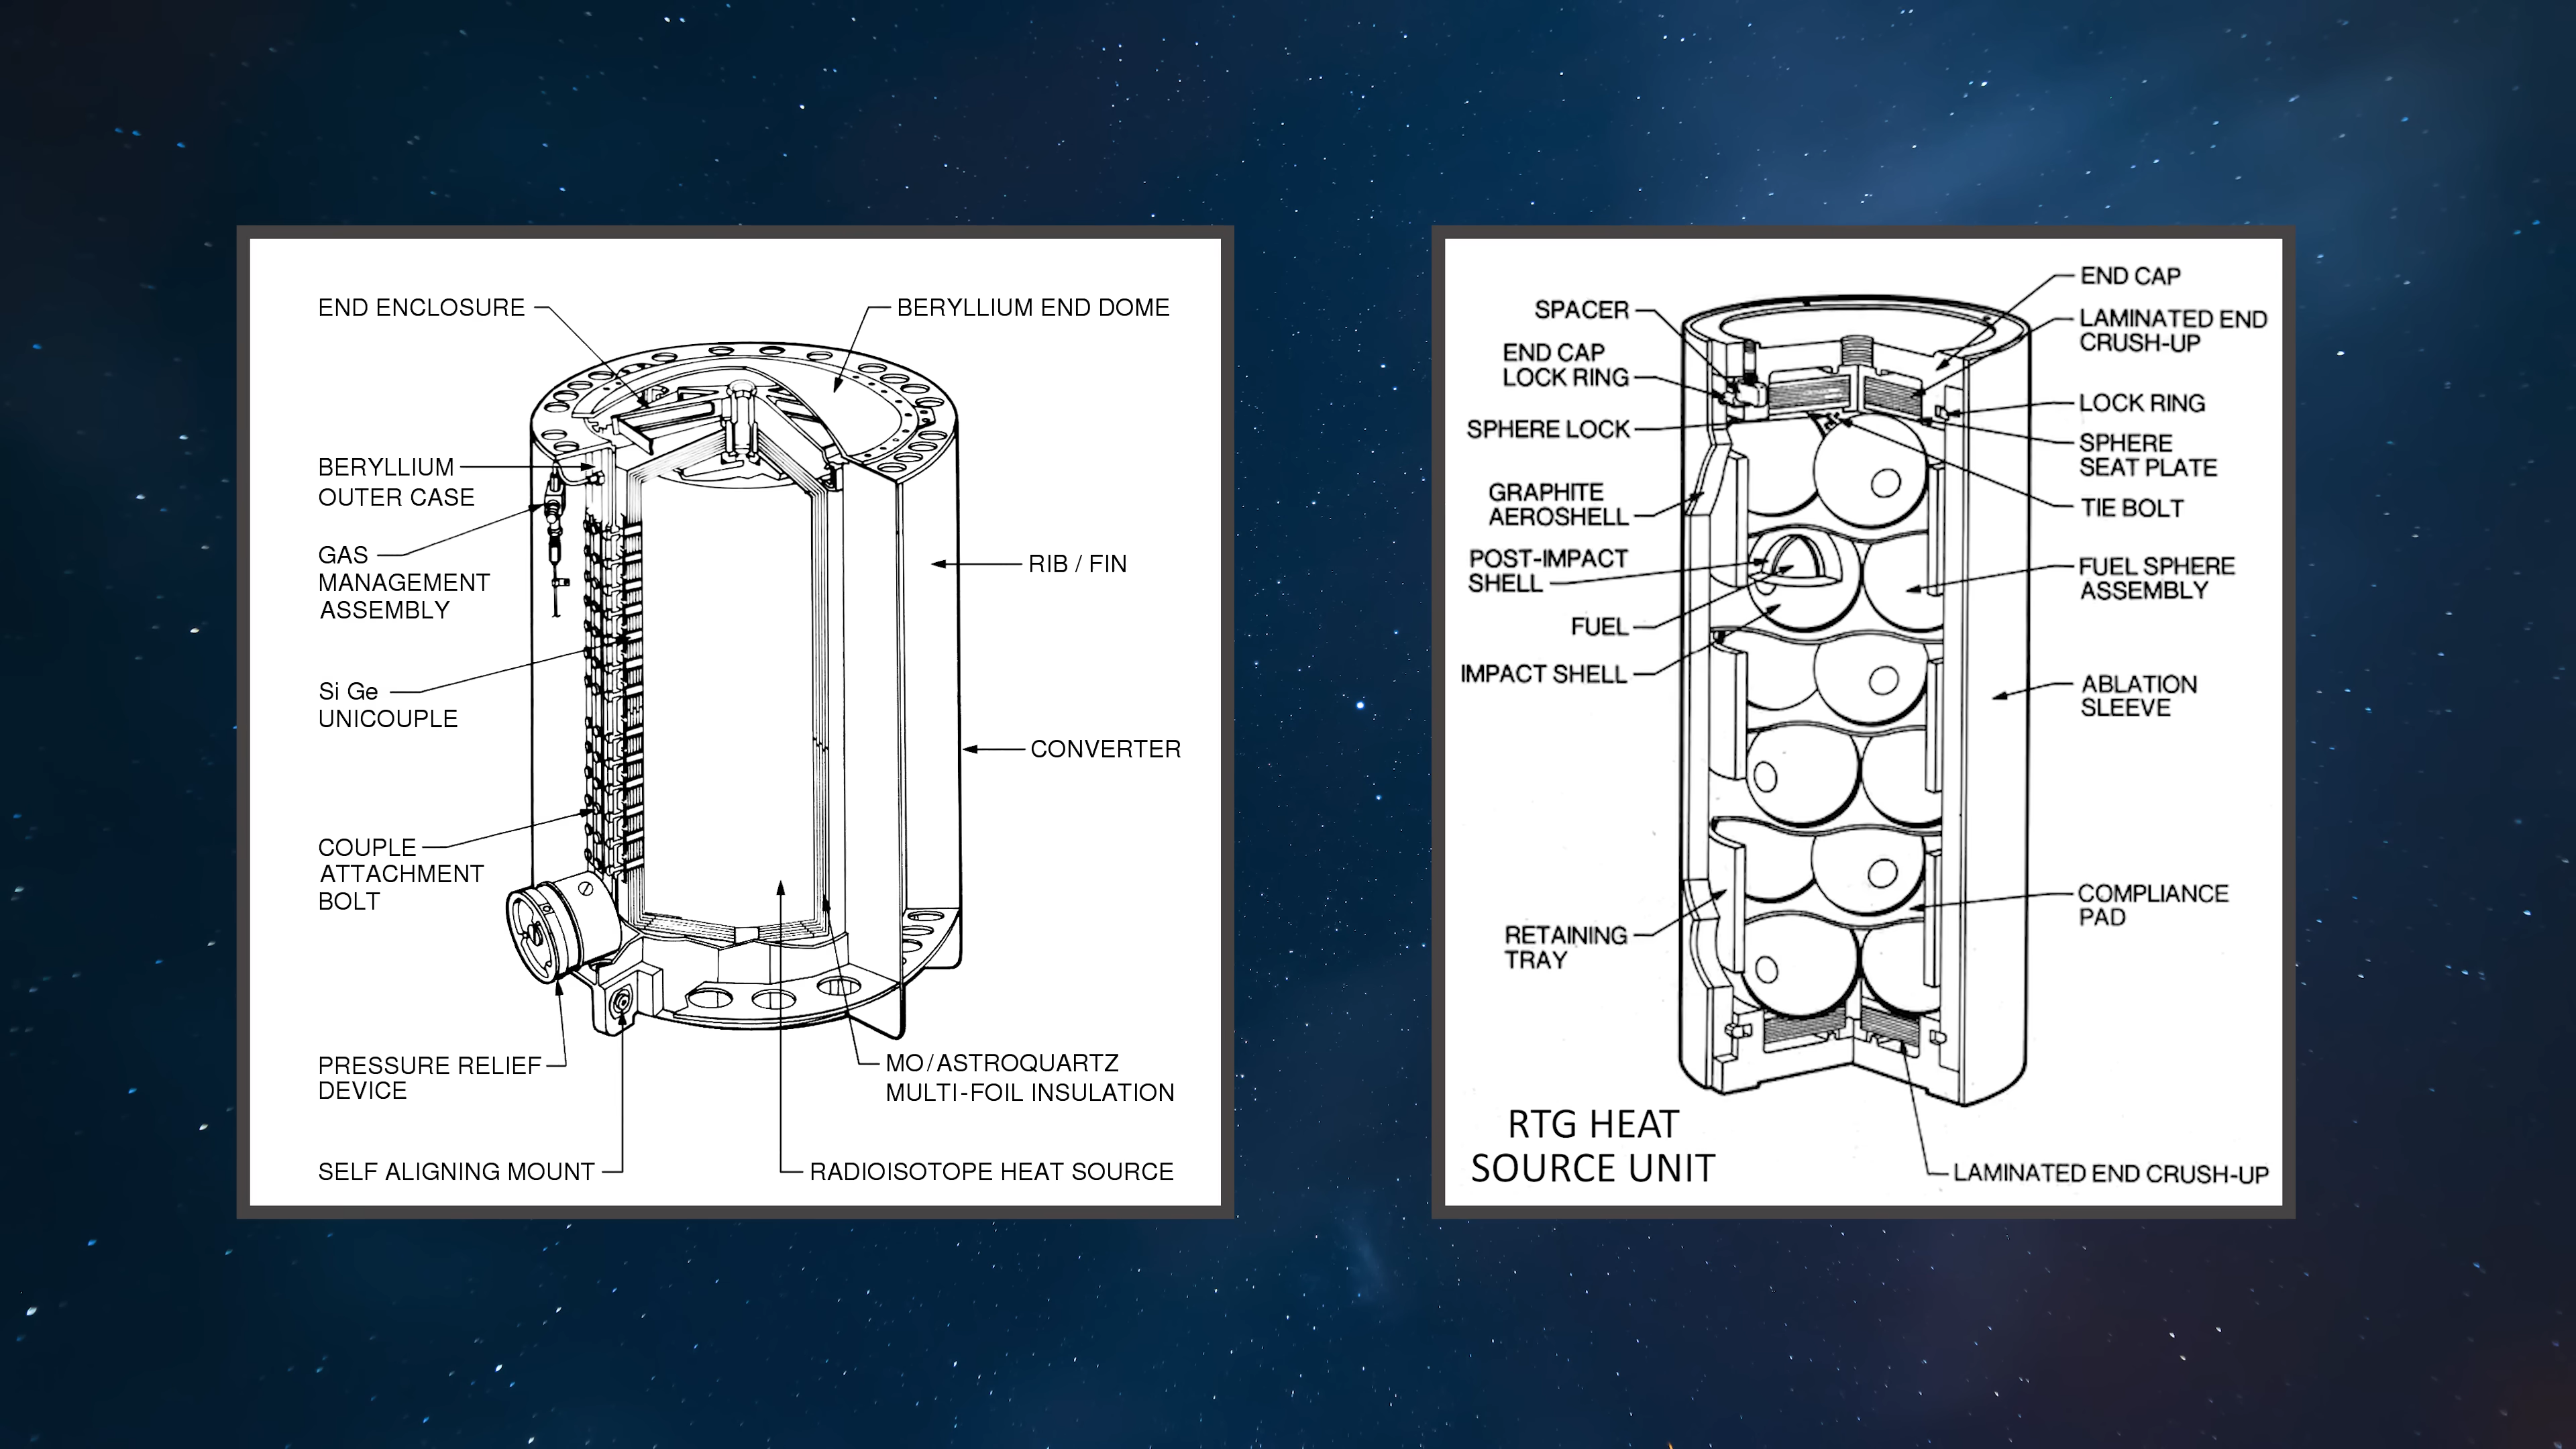 END ENCLOSURE
BERYLLIUM END DOME
BERYLLIUM
OUTER CASE
GAS
MANAGEMENT
ASSEMBLY
RIB / FIN
Si Ge
UNICOUPLE
CONVERTER
COUPLE
ATTACHMENT
BOLT
PRESSURE RELIEF
DEVICE
MO/ASTROQUARTZ
MULTI-FOIL INSULATION
SELF ALIGNING MOUNT
RADIOISOTOPE HEAT SOURCE
SPACER
END CAP
LOCK RING
SPHERE LOCK
GRAPHITE
AEROSHELL
POST-IMPACT
SHELL
FUEL
IMPACT SHELL
RETAINING
TRAY
END CAP
LAMINATED END
CRUSH-UP
LOCK RING
SPHERE
SEAT PLATE
TIE BOLT
FUEL SPHERE
ASSEMBLY
ABLATION
SLEEVE
COMPLIANCE
PAD
LAMINATED END CRUSH-UP
RTG HEAT
SOURCE UNIT